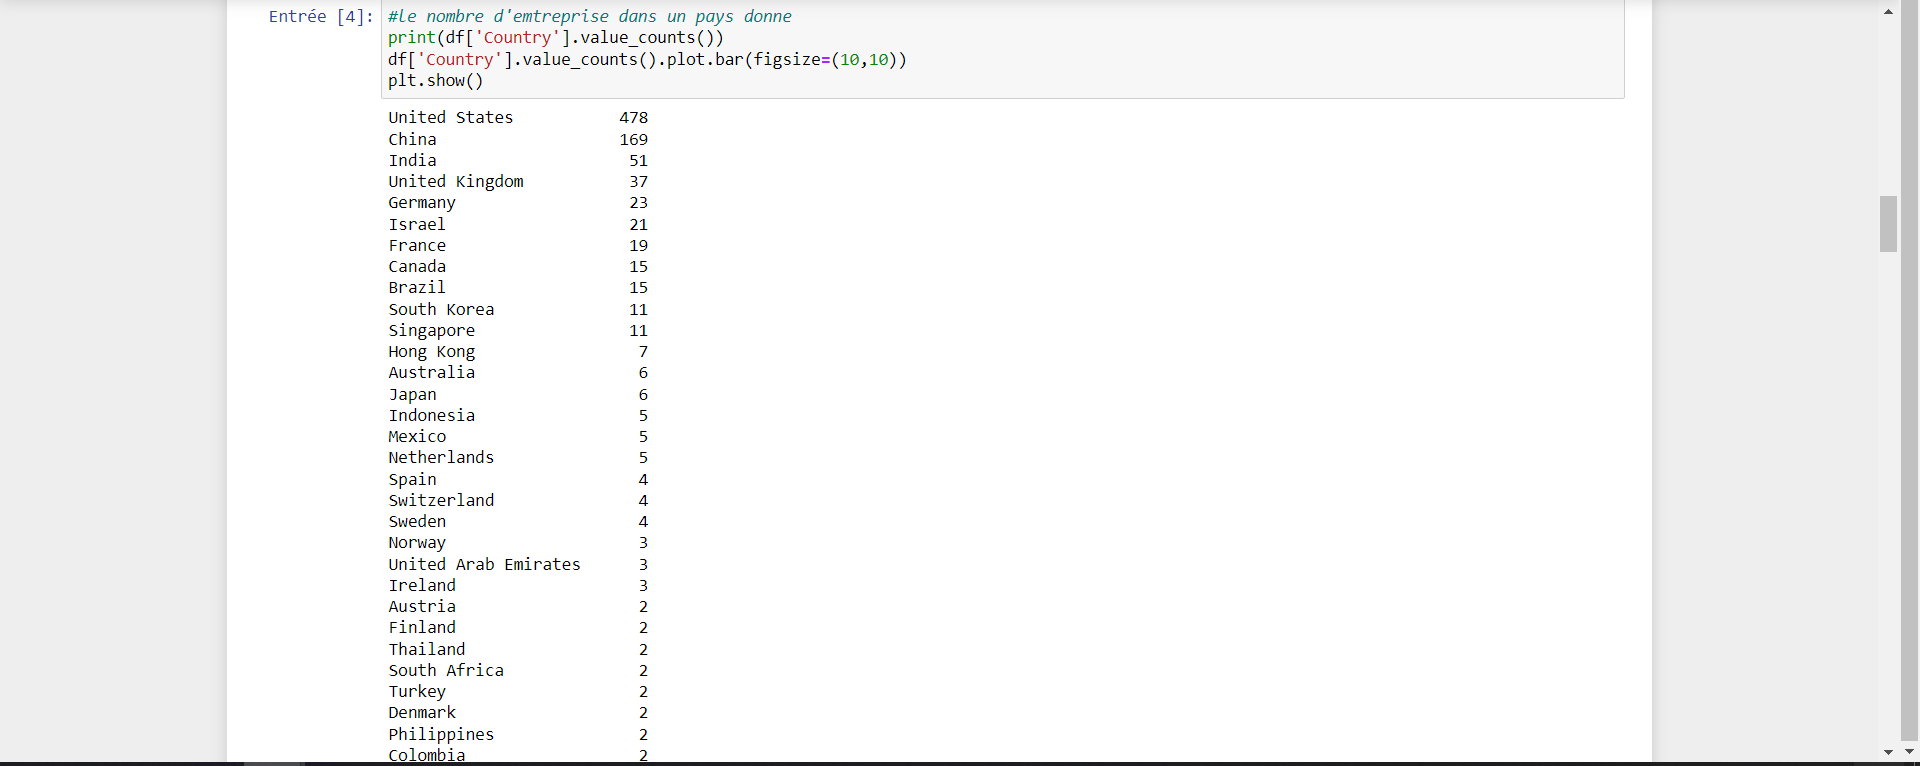 Entrée [4]: #le nombre d'emtreprise dans un pays donne
print(df['Country'].value_counts())
df['Country'].value_counts().plot.bar(figsize=(10,10))
plt.show()
United States 478
China 169
India 51
United Kingdom 37
Germany 23
Israel 21
France 19
Canada 15
Brazil 15
South Korea 11
Singapore 11
Hong Kong 7
Australia 6
Japan 6
Indonesia 5
Mexico 5
Netherlands 5
Spain 4
Switzerland 4
Sweden 4
Norway 3
United Arab Emirates 3
Ireland 3
Austria 2
Finland 2
Thailand 2
South Africa 2
Turkey 2
Denmark 2
Philippines 2
Colombia 2